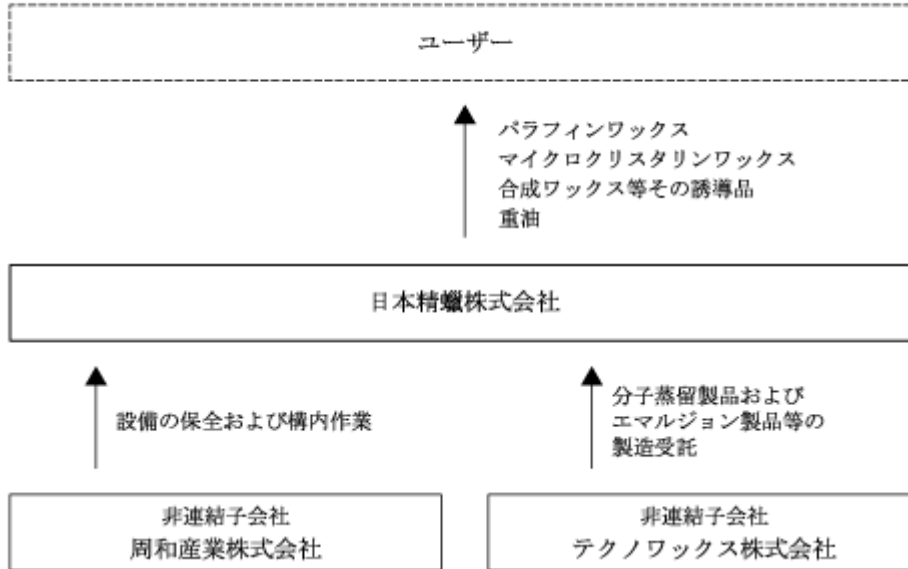 ユーザー
パラフィンワックス
マイクロクリスタリンワックス
合成ワックス等その誘導品
重油
日本精蠟株式会社
設備の保全および構内作業
分子蒸留製品および
エマルジョン製品等の
製造受託
非連結子会社
周和産業株式会社
非連結子会社
テクノワックス株式会社